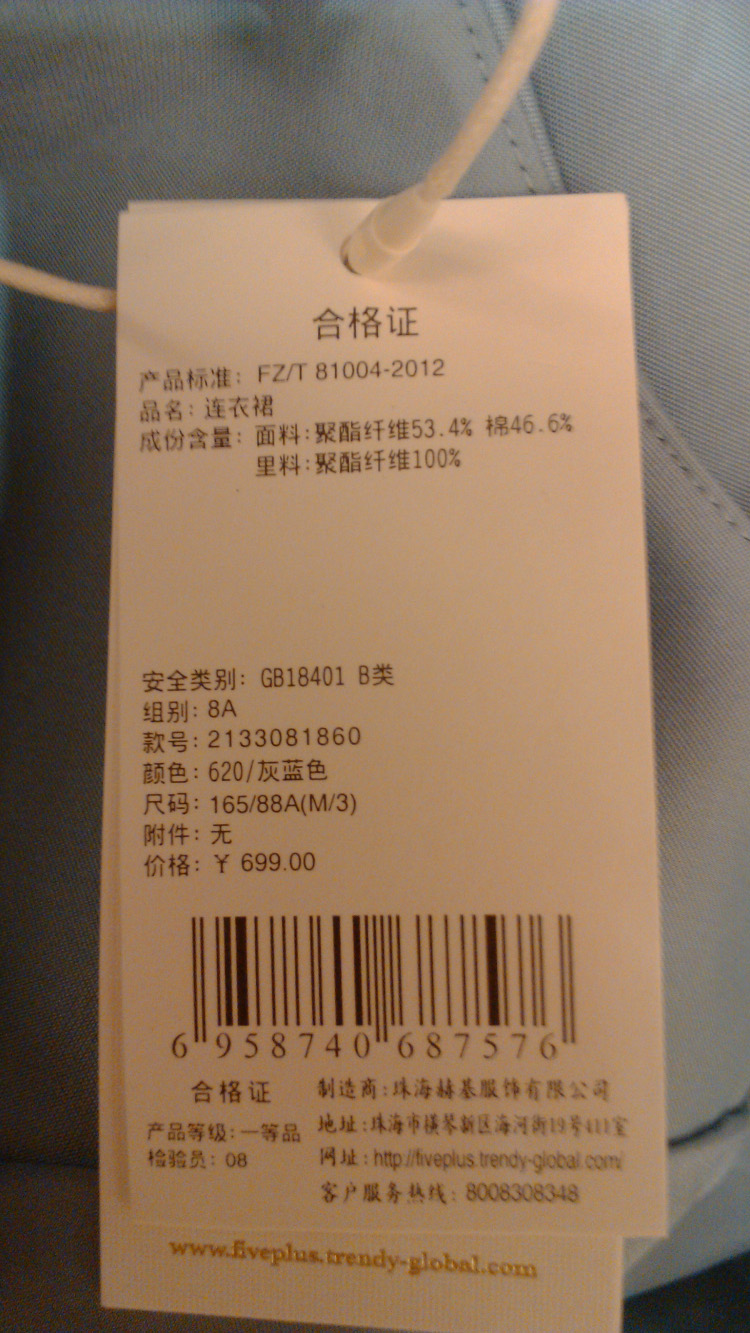 合格证
产品标准: FZ/T 81004-2012
品名: 连衣裙
成份含量: 面料:聚酯纤维53.4% 棉46.6%
里料:聚酯纤维100%
安全类别: GB18401 B类
组别: 8A
款号: 2133081860
颜色: 620/灰蓝色
尺码: 165/88A(M/3)
附件: 无
价格: ¥ 699.00
6 958740 687576
合格证
产品等级: 一等品
检验员: 08
制造商:珠海赫基服饰有限公司
地址:珠海市横琴新区海河街19号411室
网址: http://fiveplus.trendy-global.com/
客户服务热线: 8008308348
www.fiveplus.trendy-global.com